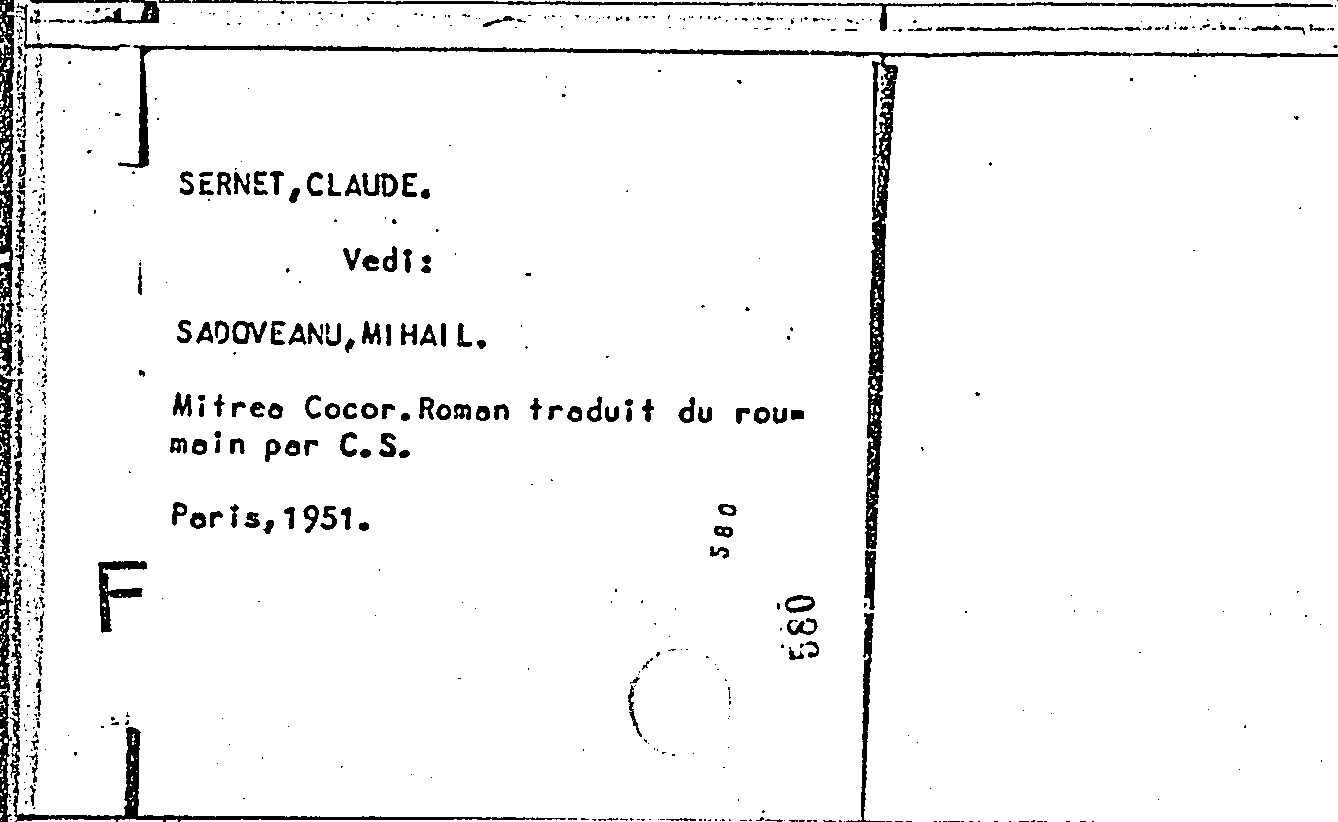 SERNET,CLAUDE.
Vedi:
SADOVEANU,MIHAIL.
Mitrea Cocor.Roman traduit du rou=
main par C.S.
Paris,1951.
580
580
F